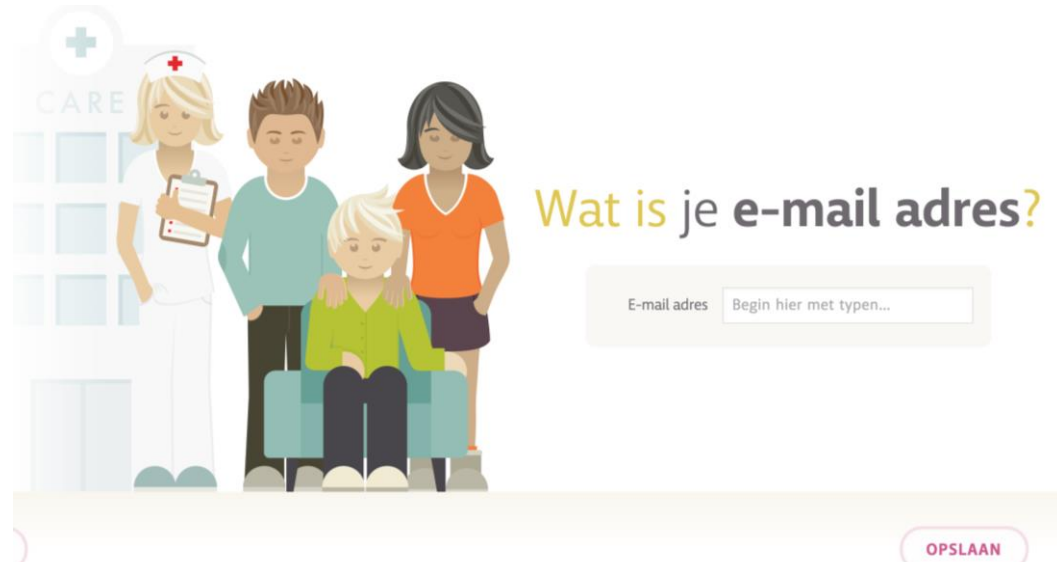 CARE
Wat is je e-mail adres?
E-mail adres Begin hier met typen...
OPSLAAN